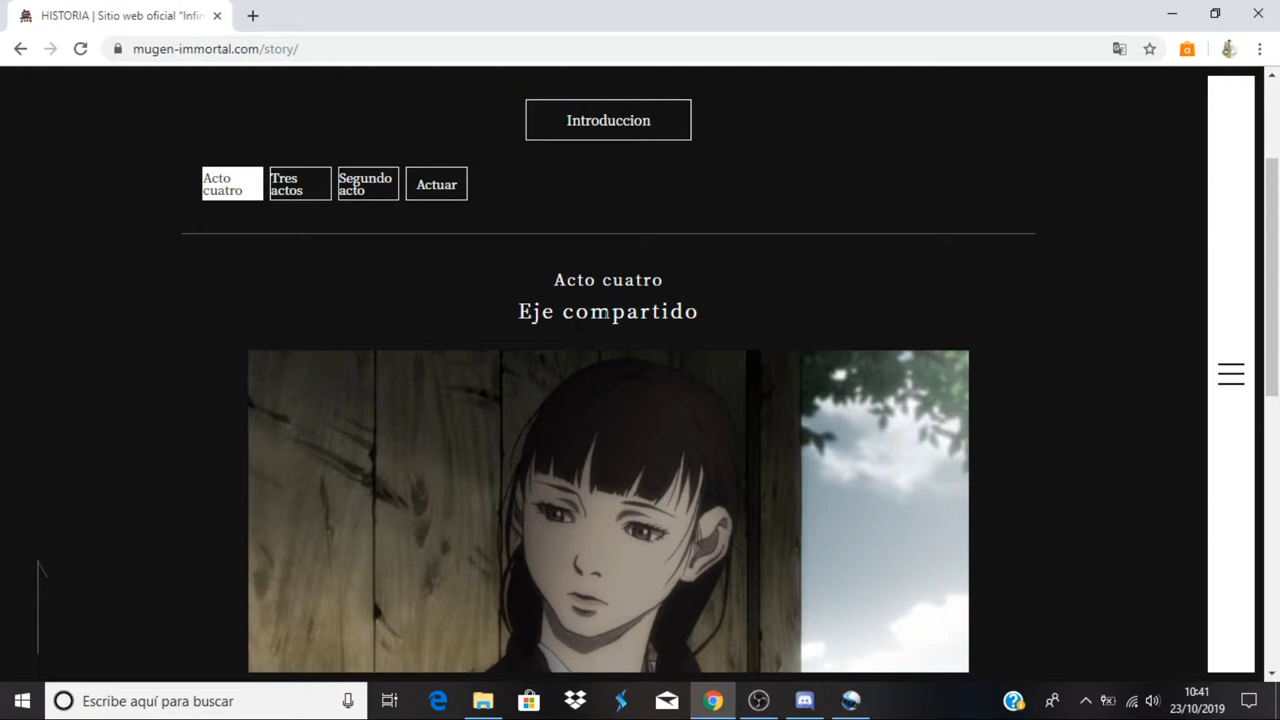 HISTORIA | Sitio web oficial "Infin
mugen-immortal.com/story/
Introduccion
Acto cuatro
Tres actos
Segundo acto
Actuar
Acto cuatro
Eje compartido
Escribe aquí para buscar
10:41
23/10/2019